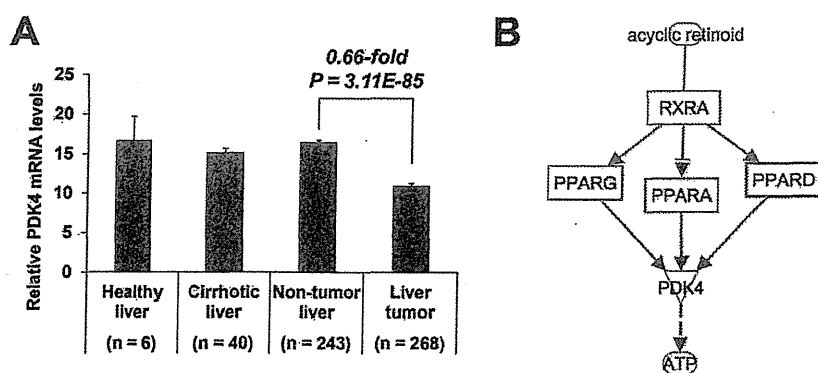 A
0.66-fold
P = 3.11E-85
Relative PDK4 mRNA levels
25
20
15
10
5
0
Healthy liver
(n = 6)
Cirrhotic liver
(n = 40)
Non-tumor liver
(n = 243)
Liver tumor
(n = 268)
B
acyclic retinoid
RXRA
PPARG
PPARA
PPARD
PDK4
ATP